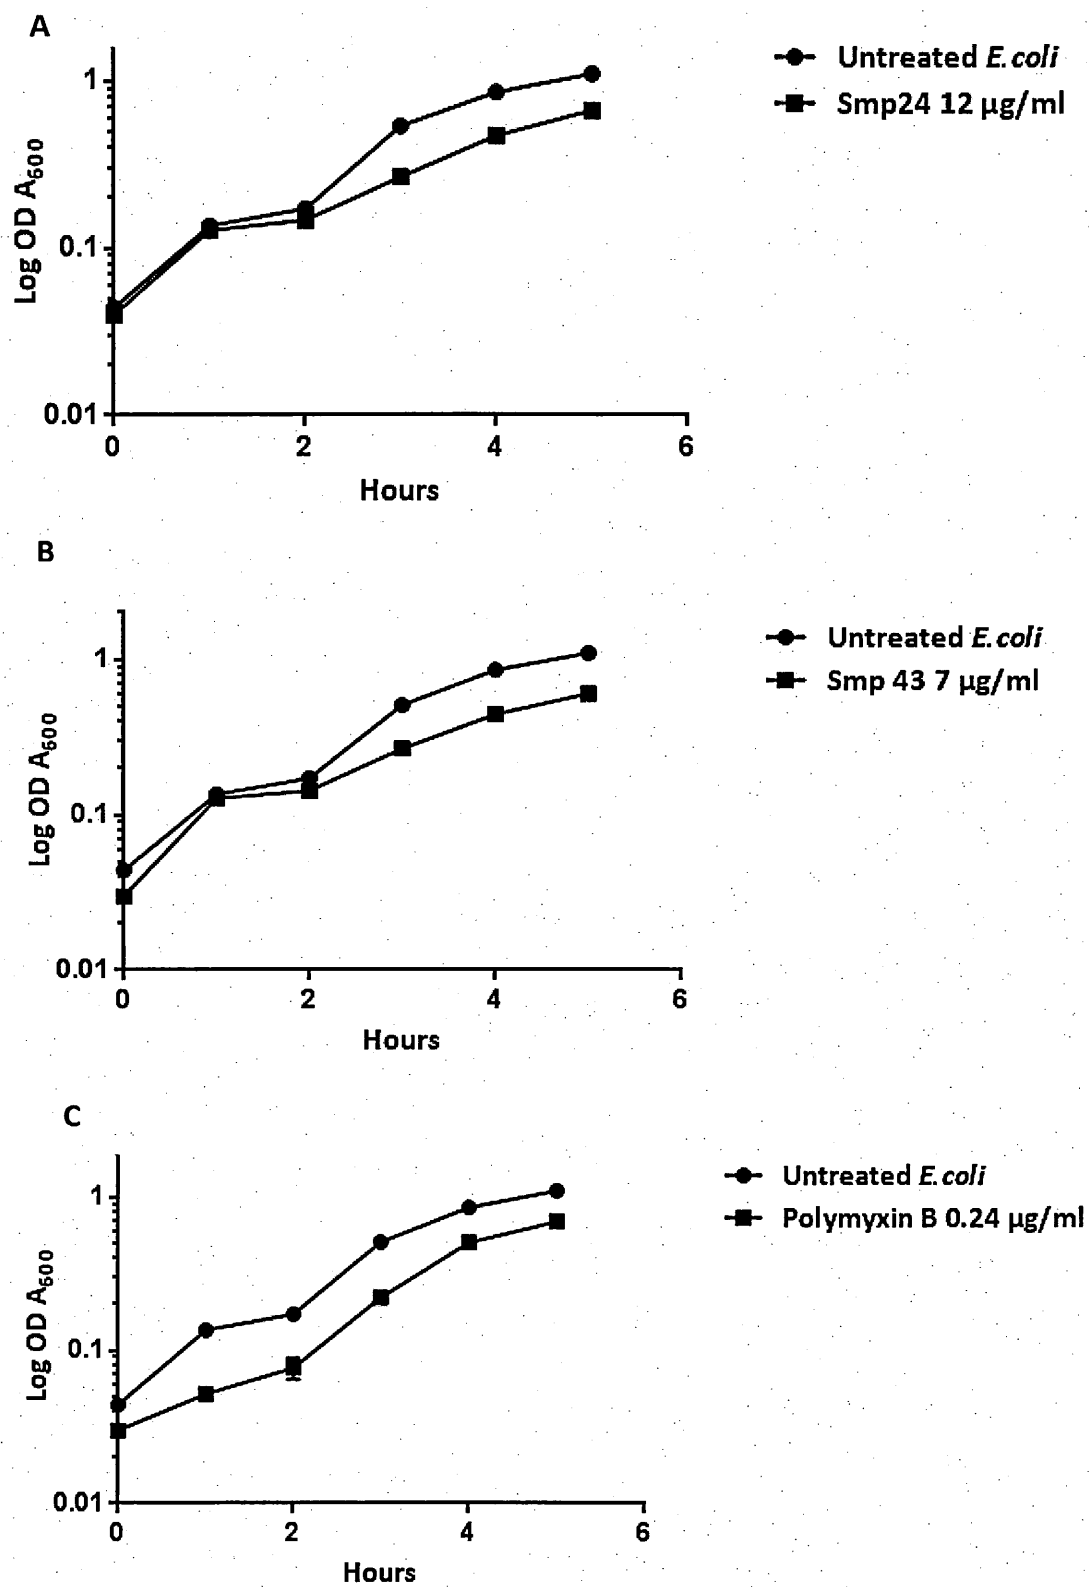 A
Untreated E.coli
Smp24 12 µg/ml
1
0.1
0.01
Log OD A600
0
2
4
6
Hours
B
Untreated E.coli
Smp 43 7 µg/ml
1
0.1
0.01
Log OD A600
0
2
4
6
Hours
C
Untreated E.coli
Polymyxin B 0.24 µg/ml
1
0.1
0.01
Log OD A600
0
2
4
6
Hours